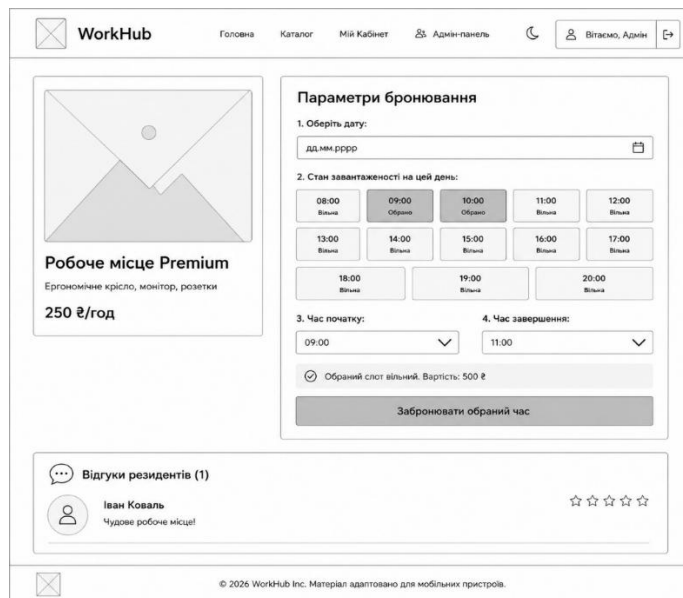 WorkHub
Головна
Каталог
Мій Кабінет
Адмін-панель
Вітаємо, Адмін
Робоче місце Premium
Ергономічне крісло, монітор, розетки
250 ₴/год
Параметри бронювання
1. Оберіть дату:
дд.мм.рррр
2. Стан завантаженості на цей день:
08:00 09:00 10:00 11:00 12:00
Вільна Обрано Обрано Вільна Вільна
13:00 14:00 15:00 16:00 17:00
Вільна Вільна Вільна Вільна Вільна
18:00 19:00 20:00
Вільна Вільна Вільна
3. Час початку: 4. Час завершення:
09:00 11:00
Обраний слот вільний. Вартість: 500 ₴
Забронювати обраний час
Відгуки резидентів (1)
Іван Коваль
Чудове робоче місце!
© 2026 WorkHub Inc. Матеріал адаптовано для мобільних пристроїв.